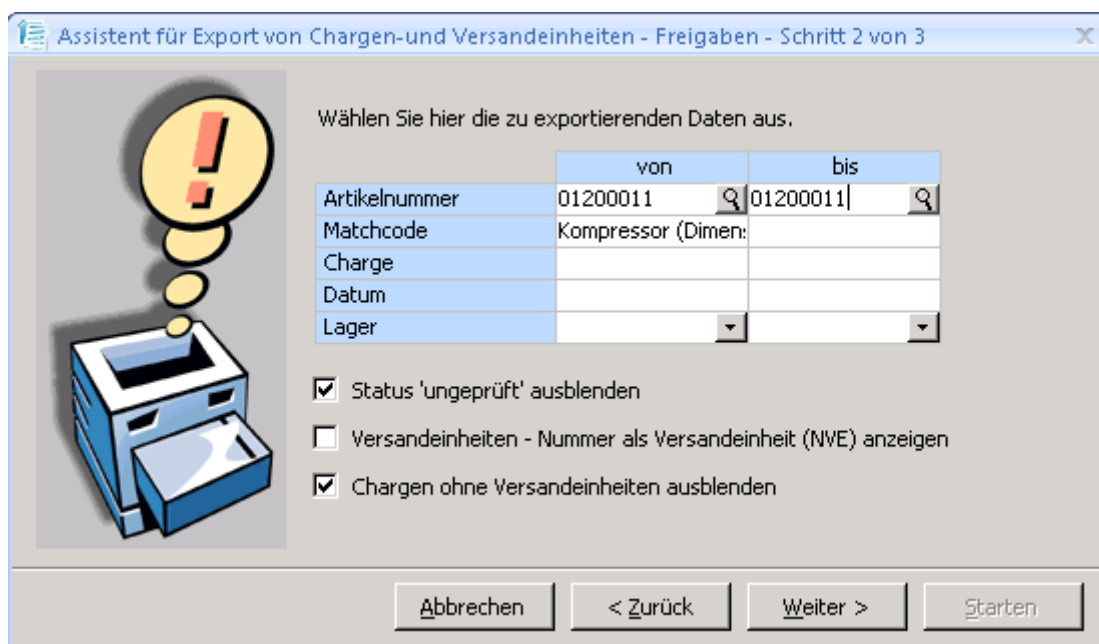 Assistent für Export von Chargen-und Versandeinheiten - Freigaben - Schritt 2 von 3
Wählen Sie hier die zu exportierenden Daten aus.
von bis
Artikelnummer 01200011 01200011
Matchcode Kompressor (Dimen:
Charge
Datum
Lager
Status 'ungeprüft' ausblenden
Versandeinheiten - Nummer als Versandeinheit (NVE) anzeigen
Chargen ohne Versandeinheiten ausblenden
Abbrechen < Zurück Weiter > Starten